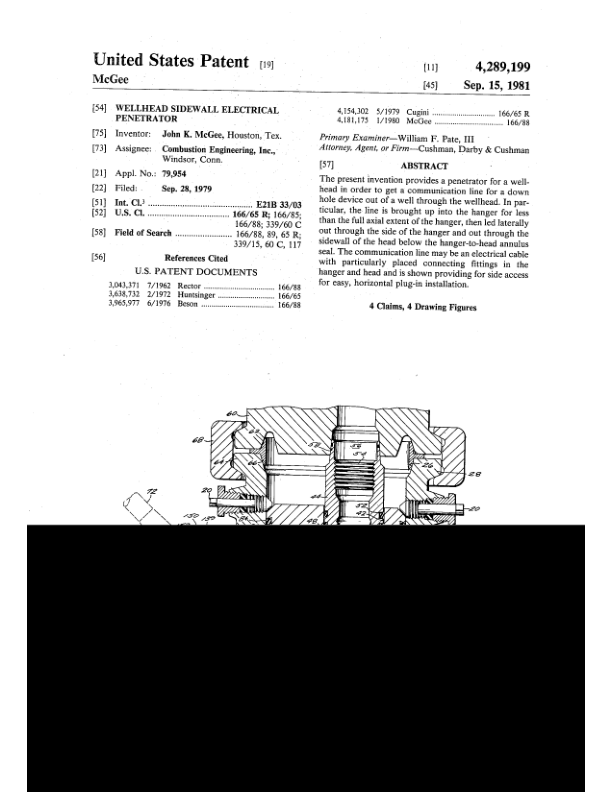 United States Patent [19]
McGee
[11] 4,289,199
[45] Sep. 15, 1981
[54] WELLHEAD SIDEWALL ELECTRICAL
PENETRATOR
[75] Inventor: John K. McGee, Houston, Tex.
[73] Assignee: Combustion Engineering, Inc.,
Windsor, Conn.
[21] Appl. No.: 79,954
[22] Filed: Sep. 28, 1979
[51] Int. Cl.³ ............................ E21B 33/03
[52] U.S. Cl. ............................ 166/65 R; 166/85;
166/88; 339/60 C
[58] Field of Search .................. 166/88, 89, 65 R;
339/15, 60 C, 117
[56] References Cited
U.S. PATENT DOCUMENTS
3,043,371 7/1962 Rector ............................ 166/88
3,638,732 2/1972 Huntsinger ...................... 166/65
3,965,977 6/1976 Beson ............................ 166/88
4,154,302 5/1979 Cugini ............................ 166/65 R
4,181,175 1/1980 McGee ............................ 166/88
Primary Examiner—William F. Pate, III
Attorney, Agent, or Firm—Cushman, Darby & Cushman
[57] ABSTRACT
The present invention provides a penetrator for a well-
head in order to get a communication line for a down
hole device out of a well through the wellhead. In par-
ticular, the line is brought up into the hanger for less
than the full axial extent of the hanger, then led laterally
out through the side of the hanger and out through the
sidewall of the head below the hanger-to-head annulus
seal. The communication line may be an electrical cable
with particularly placed connecting fittings in the
hanger and head and is shown providing for side access
for easy, horizontal plug-in installation.
4 Claims, 4 Drawing Figures
60
62
68
58
56
54
64
66
26
28
72
20
44
52
42
20
150
159
48